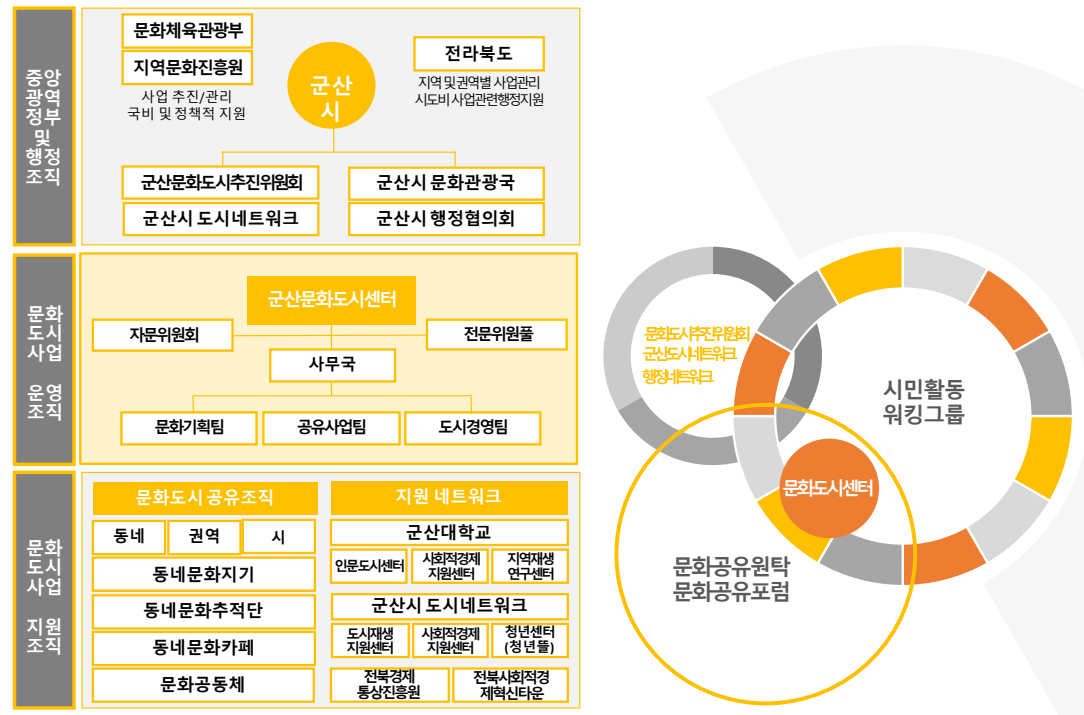 중앙
광역
정부
및
행정
조직
문화체육관광부
지역문화진흥원
사업 추진/관리
국비 및 정책적 지원
군산
시
전라북도
지역 및 권역별 사업관리
시도비 사업관련행정지원
군산문화도시추진위원회
군산시 도시네트워크
군산시 문화관광국
군산시 행정협의회
문화
도시
사업
운영
조직
군산문화도시센터
자문위원회
전문위원풀
사무국
문화기획팀
공유사업팀
도시경영팀
문화
도시
사업
지원
조직
문화도시 공유조직
동네
권역
시
동네문화지기
동네문화추적단
동네문화카페
문화공동체
지원 네트워크
군산대학교
인문도시센터
사회적경제
지원센터
지역재생
연구센터
군산시 도시네트워크
도시재생
지원센터
사회적경제
지원센터
청년센터
(청년뜰)
전북경제
통상진흥원
전북사회적경
제혁신타운
문화도시추진위원회
군산도시네트워크
행정네트워크
시민활동
워킹그룹
문화도시센터
문화공유원탁
문화공유포럼